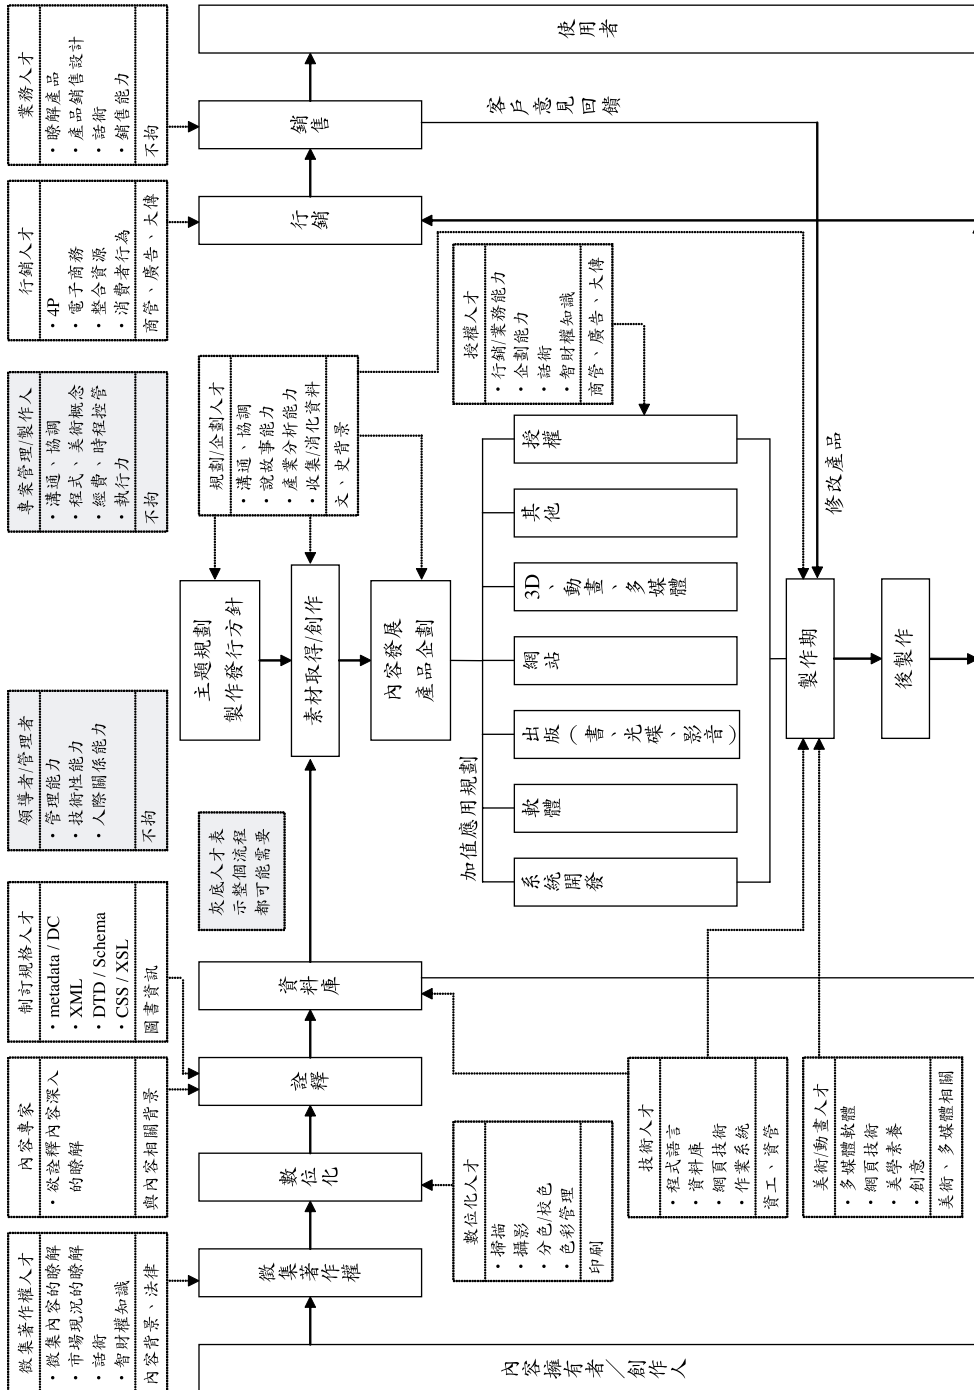 徵集著作權人才
・徵集內容的瞭解
・市場現況的瞭解
・話術
・智財權知識
內容背景、法律
內容專家
・欲詮釋內容深入
的瞭解
與內容相關背景
制訂規格人才
・metadata / DC
・XML
・DTD / Schema
・CSS / XSL
圖書資訊
領導者/管理者
・管理能力
・技術性能力
・人際關係能力
不拘
專案管理/製作人
・溝通、協調
・程式、美術概念
・經費、時程控管
・執行力
不拘
行銷人才
・4P
・電子商務
・整合資源
・消費者行為
商管、廣告、大傳
業務人才
・瞭解產品
・產品銷售設計
・話術
・銷售能力
不拘
內容擁有者／創作人
徵集著作權
數位化
詮釋
資料庫
灰底人才表
示整個流程
都可能需要
主題規劃
製作發行方針
素材取得/創作
內容發展
產品企劃
規劃/企劃人才
・溝通、協調
・說故事能力
・產業分析能力
・收集/消化資料
文、史背景
行銷
銷售
使用者
客戶意見回饋
數位化人才
・掃描
・攝影
・分色/校色
・色彩管理
印刷
加值應用規劃
系統開發
軟體
出版（書、光碟、影音）
網站
3D、動畫、多媒體
其他
授權
授權人才
・行銷/業務能力
・企劃能力
・話術
・智財權知識
商管、廣告、大傳
技術人才
・程式語言
・資料庫
・網頁技術
・作業系統
資工、資管
美術/動畫人才
・多媒體軟體
・網頁技術
・美學素養
・創意
美術、多媒體相關
製作期
修改產品
後製作